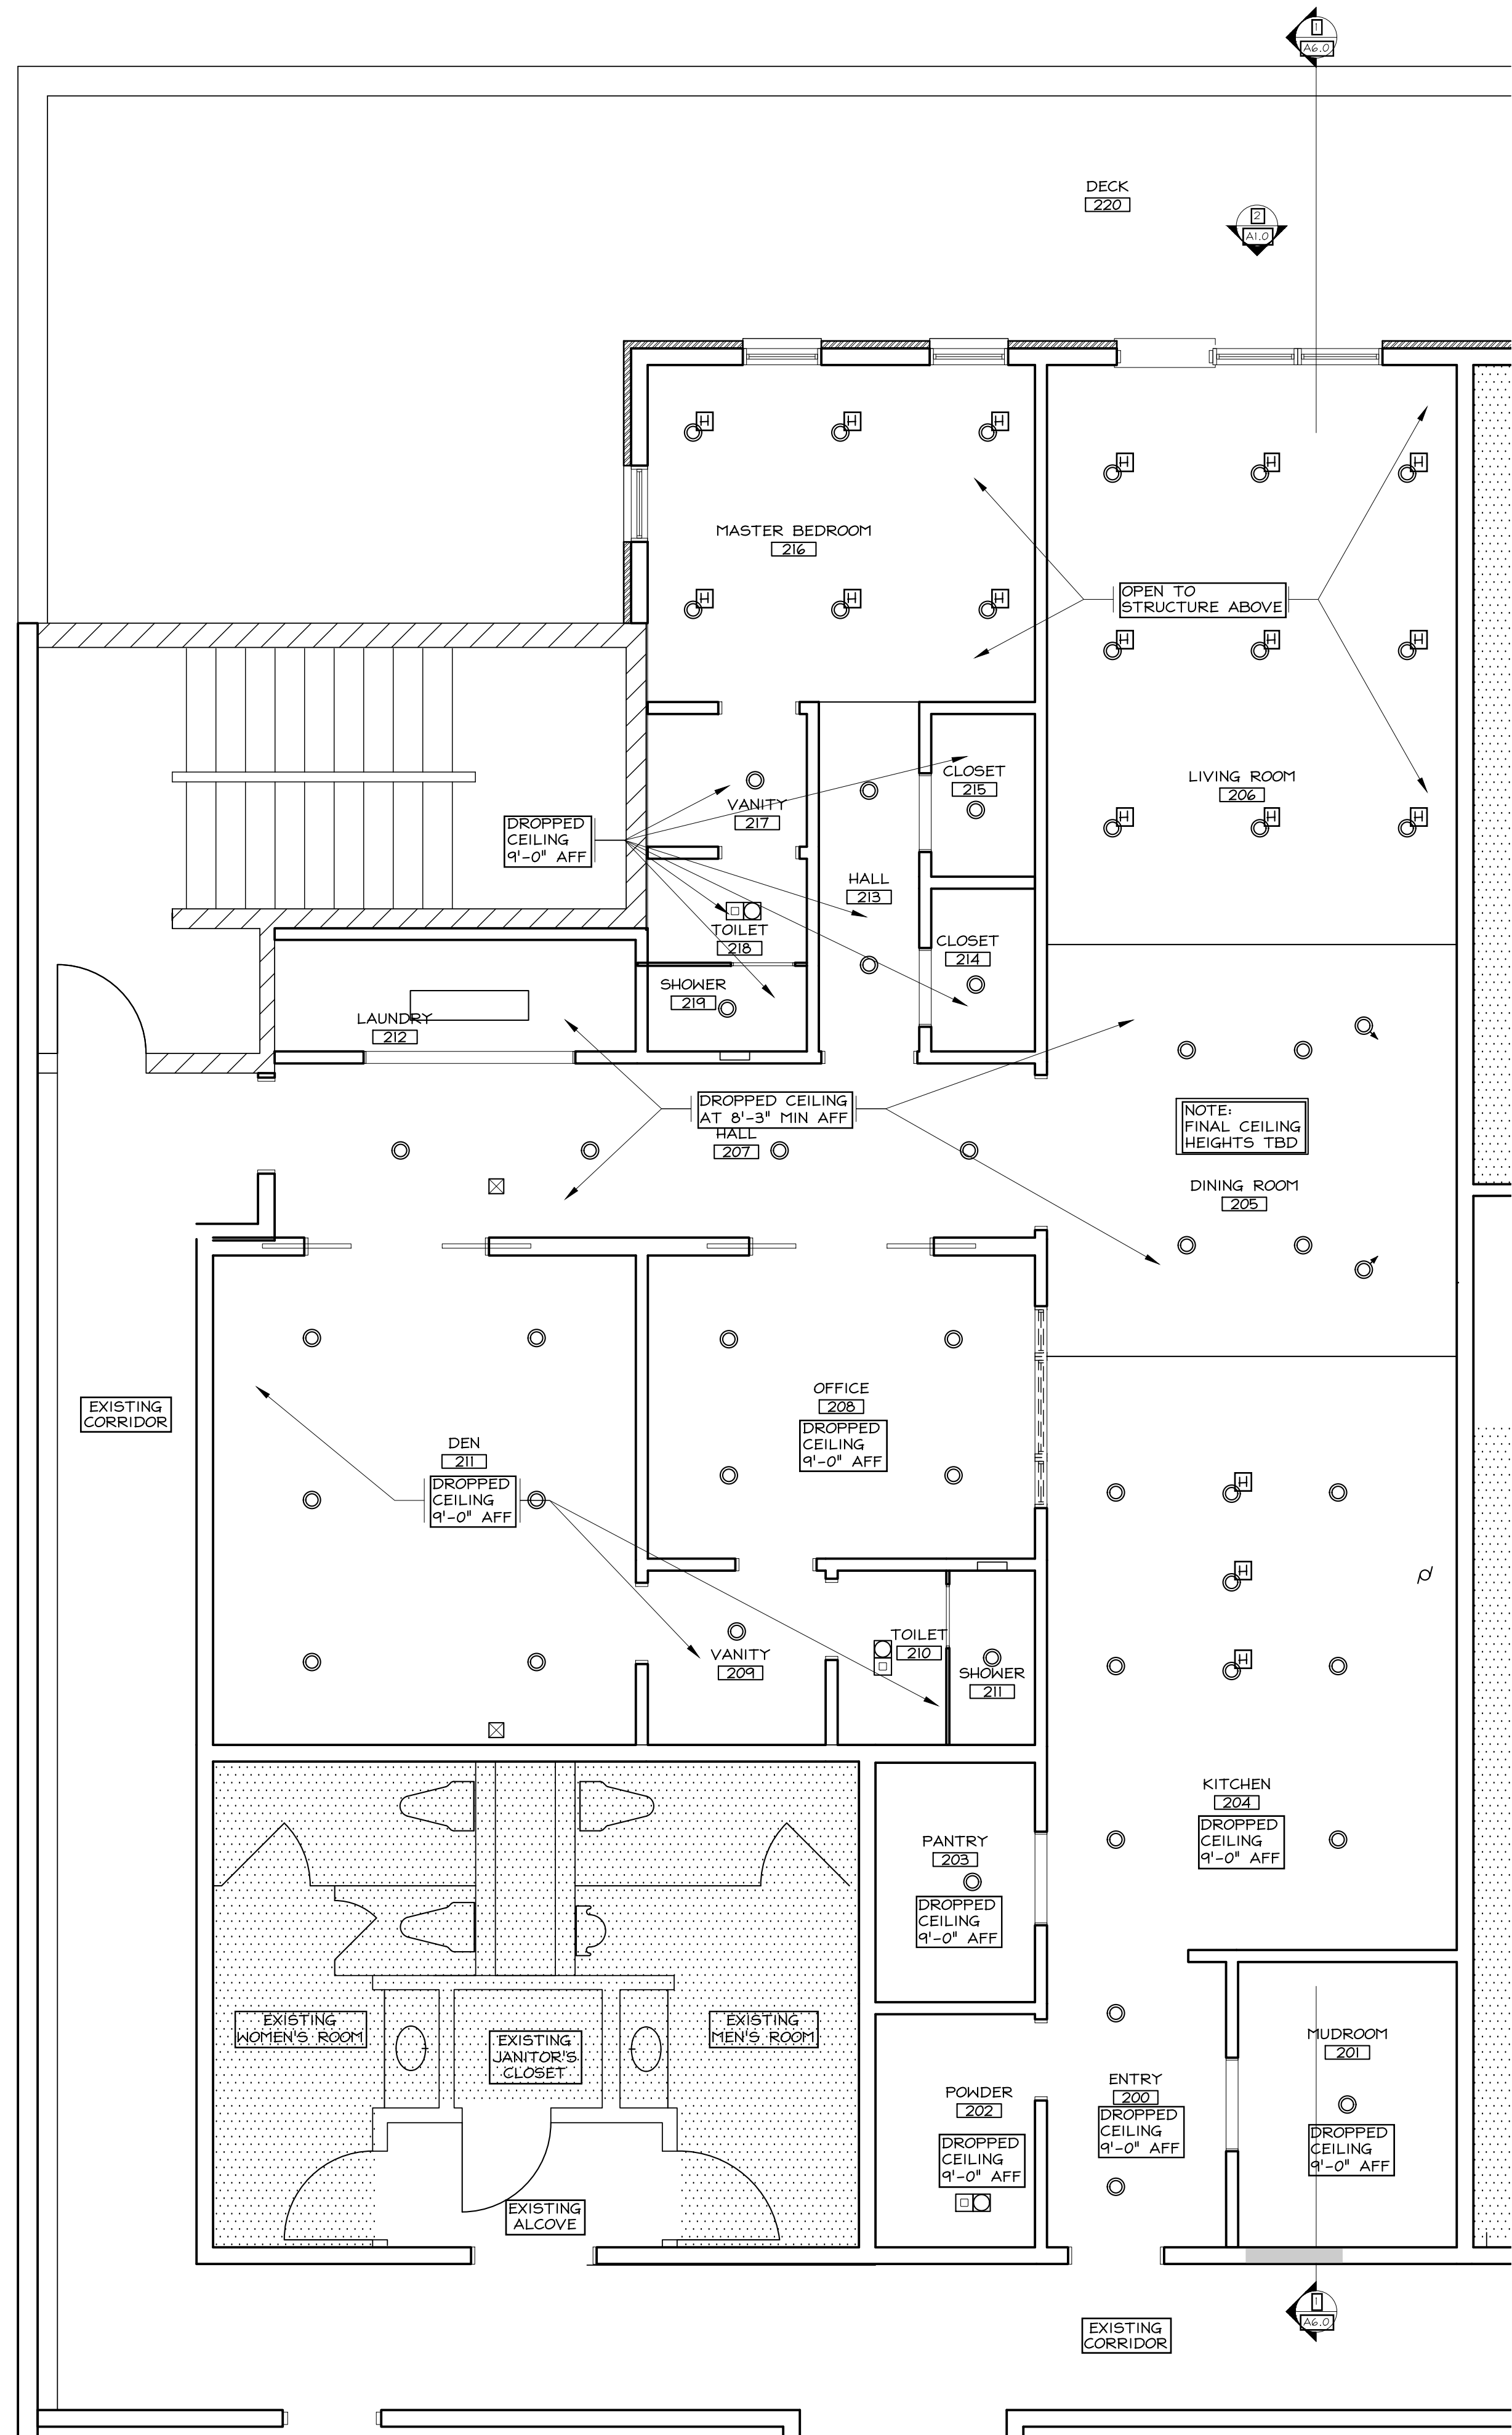 1
A6.0
DECK
220
2
A1.0
H
H
H
H
H
H
MASTER BEDROOM
216
OPEN TO
STRUCTURE ABOVE
H
H
H
H
H
H
H
H
H
LIVING ROOM
206
CLOSET
215
VANITY
217
DROPPED
CEILING
9'-0" AFF
HALL
213
TOILET
218
CLOSET
214
SHOWER
219
LAUNDRY
212
DROPPED CEILING
AT 8'-3" MIN AFF
HALL
207
NOTE:
FINAL CEILING
HEIGHTS TBD
DINING ROOM
205
EXISTING
CORRIDOR
OFFICE
208
DROPPED
CEILING
9'-0" AFF
DEN
211
DROPPED
CEILING
9'-0" AFF
H
H
H
VANITY
209
TOILET
210
SHOWER
211
KITCHEN
204
DROPPED
CEILING
9'-0" AFF
PANTRY
203
DROPPED
CEILING
9'-0" AFF
EXISTING
WOMEN'S ROOM
EXISTING
JANITOR'S
CLOSET
EXISTING
MEN'S ROOM
MUDROOM
201
DROPPED
CEILING
9'-0" AFF
ENTRY
200
DROPPED
CEILING
9'-0" AFF
POWDER
202
DROPPED
CEILING
9'-0" AFF
EXISTING
ALCOVE
1
A6.0
EXISTING
CORRIDOR